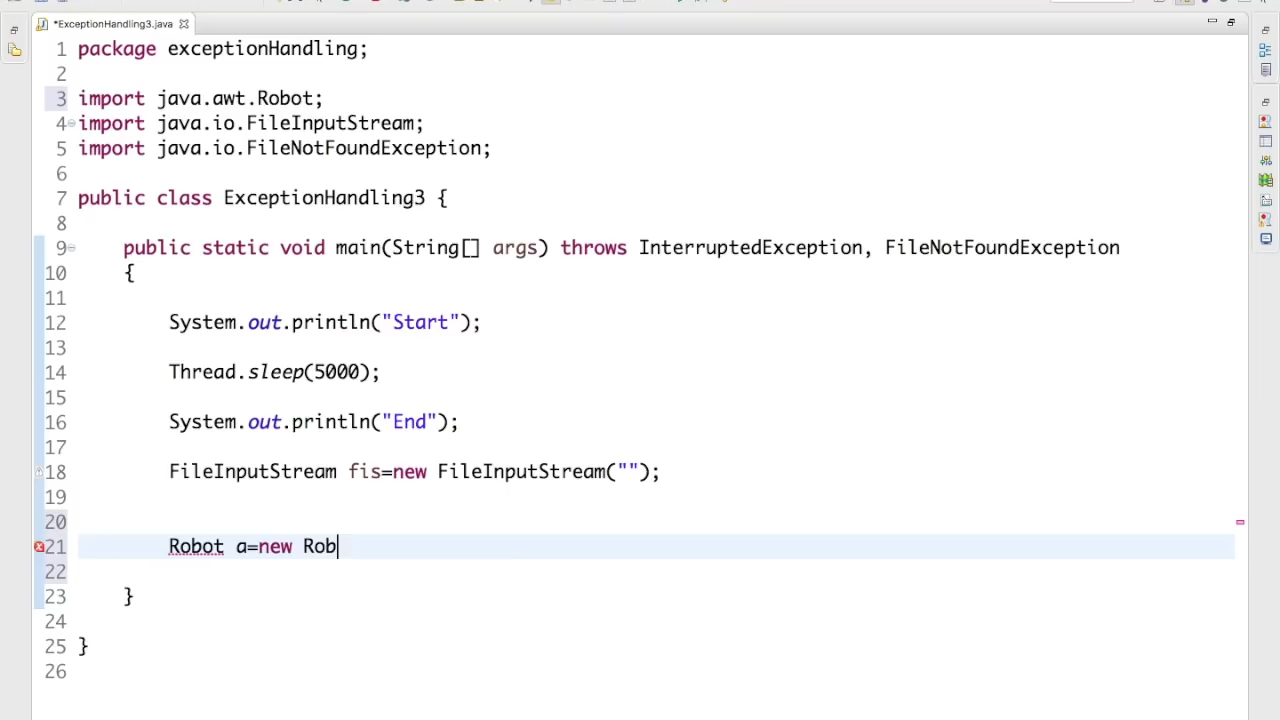 *ExceptionHandling3.java
1 package exceptionHandling;
2
3 import java.awt.Robot;
4 import java.io.FileInputStream;
5 import java.io.FileNotFoundException;
6
7 public class ExceptionHandling3 {
8
9 public static void main(String[] args) throws InterruptedException, FileNotFoundException
10 {
11
12 System.out.println("Start");
13
14 Thread.sleep(5000);
15
16 System.out.println("End");
17
18 FileInputStream fis=new FileInputStream("");
19
20
21 Robot a=new Rob
22
23 }
24
25 }
26